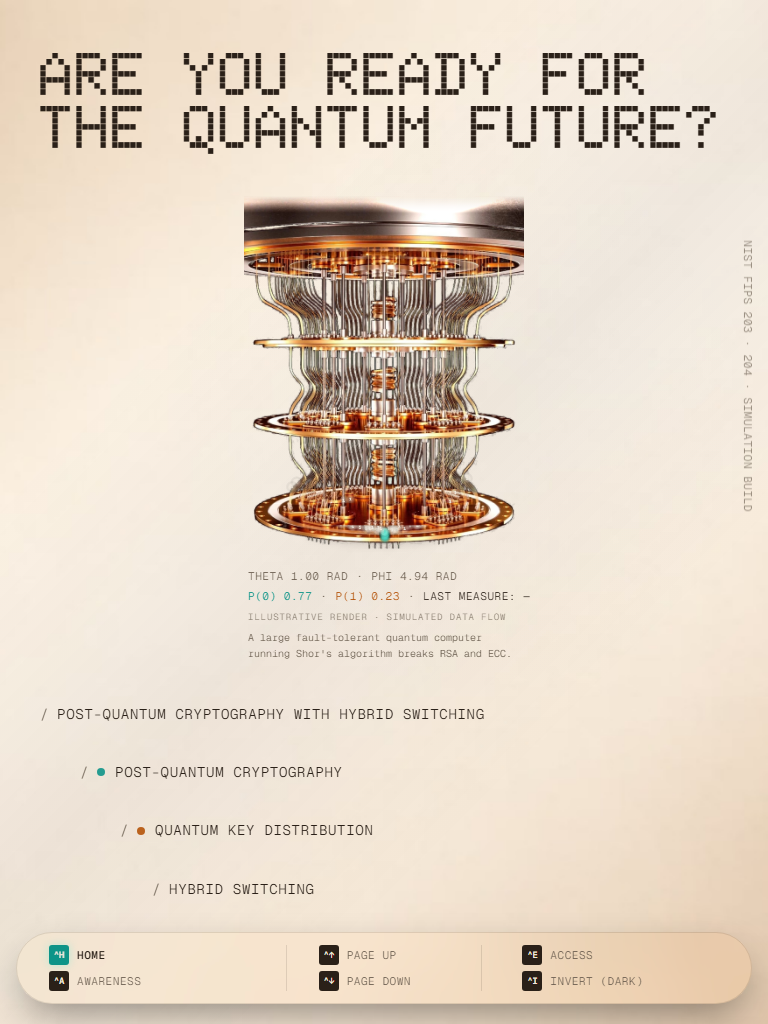 ARE YOU READY FOR
THE QUANTUM FUTURE?
NIST FIPS 203 · 204 · SIMULATION BUILD
THETA 1.00 RAD · PHI 4.94 RAD
P(0) 0.77 · P(1) 0.23 · LAST MEASURE: —
ILLUSTRATIVE RENDER · SIMULATED DATA FLOW
A large fault-tolerant quantum computer
running Shor's algorithm breaks RSA and ECC.
/ POST-QUANTUM CRYPTOGRAPHY WITH HYBRID SWITCHING
/ ● POST-QUANTUM CRYPTOGRAPHY
/ ● QUANTUM KEY DISTRIBUTION
/ HYBRID SWITCHING
^H HOME
^A AWARENESS
^↑ PAGE UP
^↓ PAGE DOWN
^E ACCESS
^I INVERT (DARK)